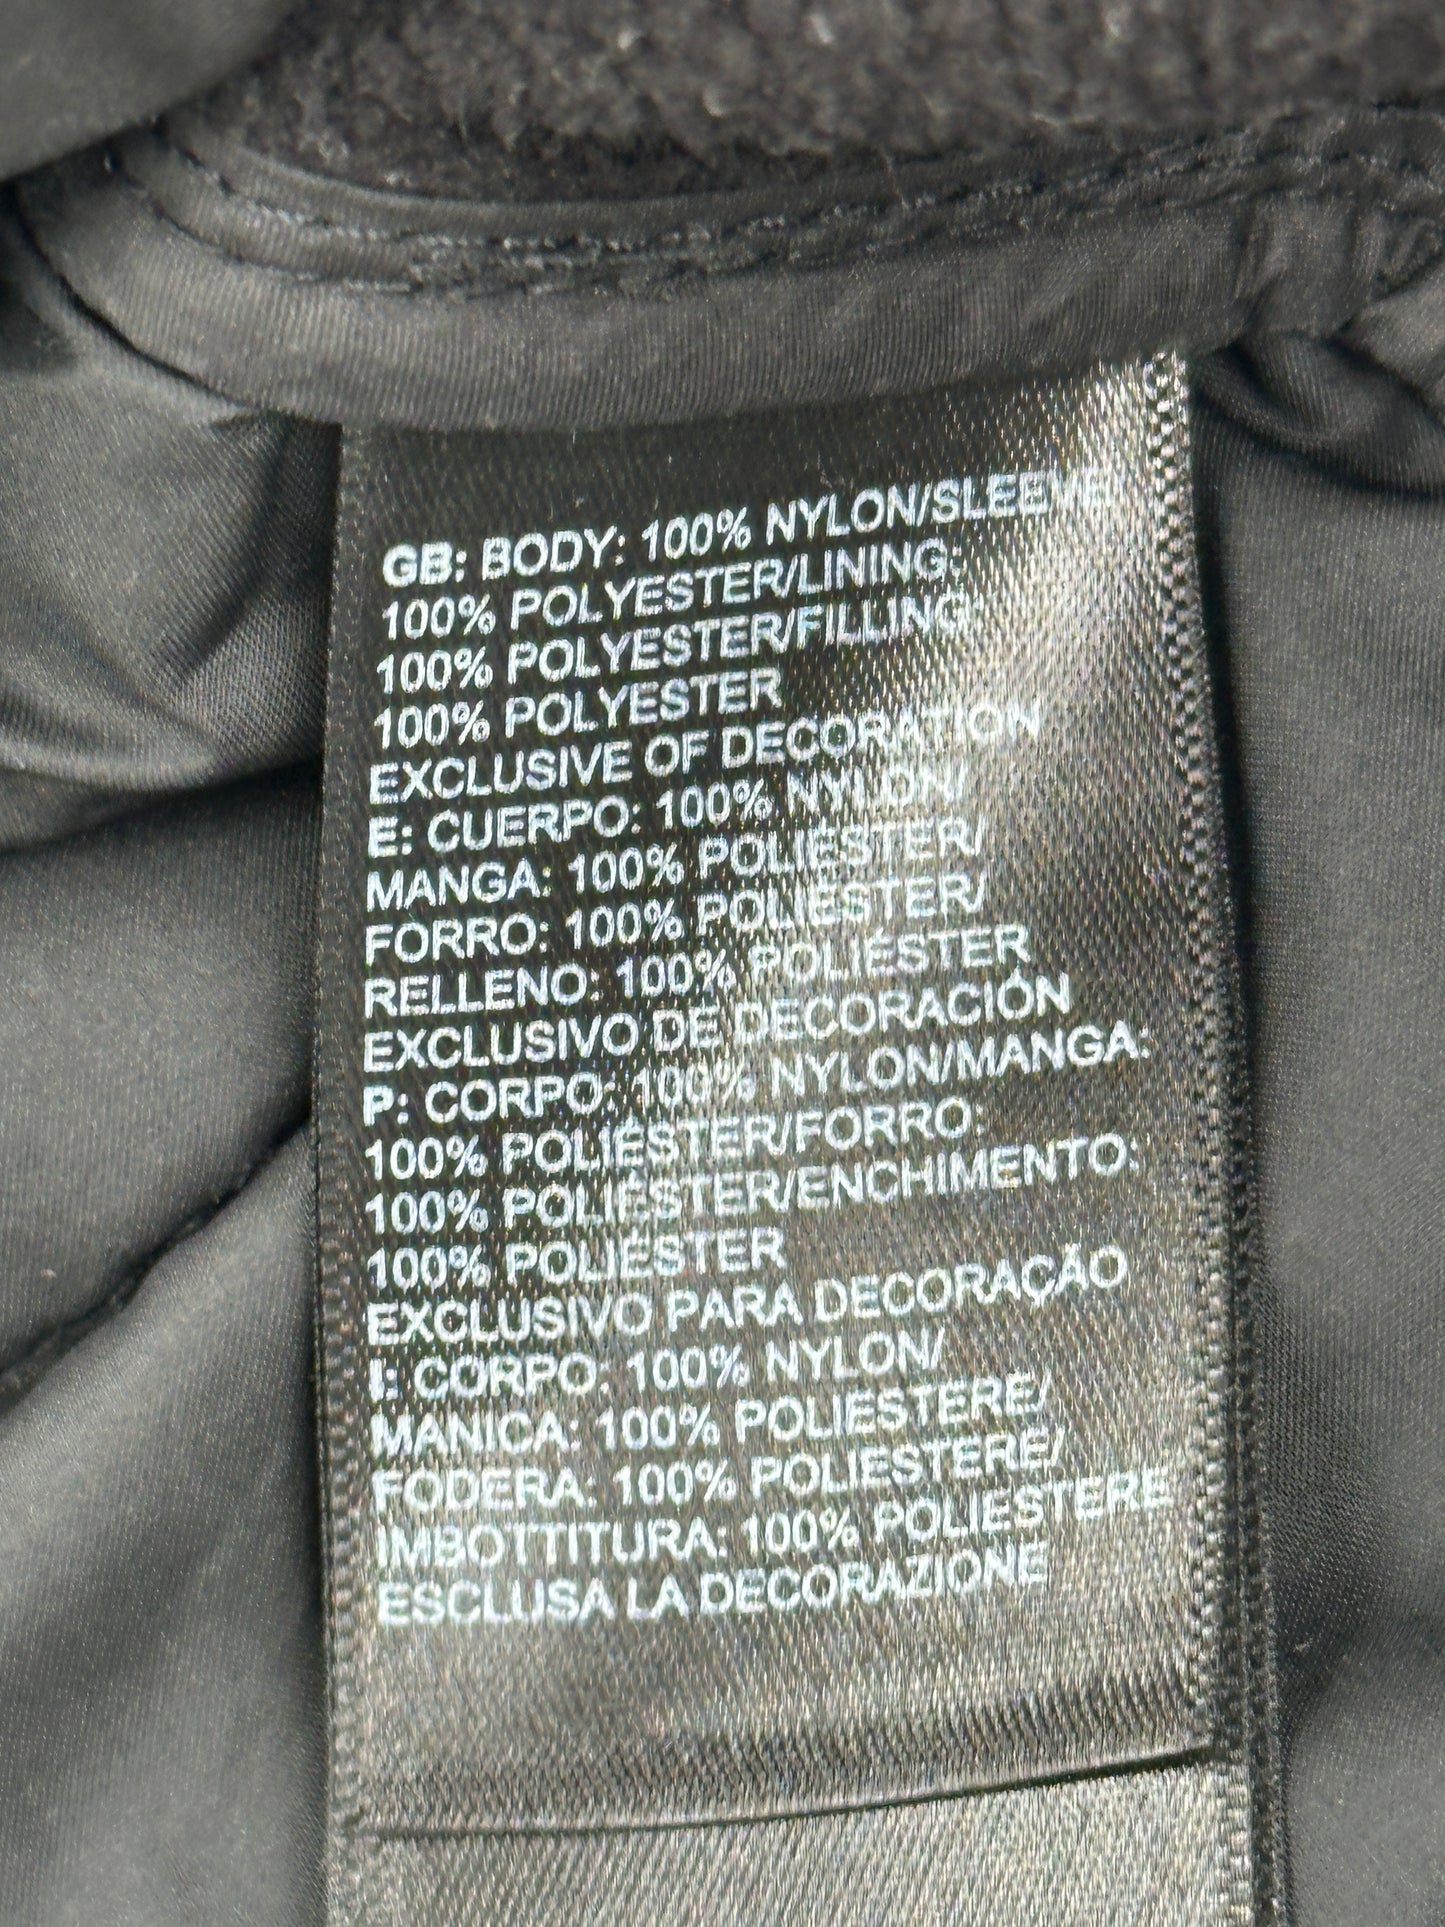 GB: BODY: 100% NYLON/SLEEVE:
100% POLYESTER/LINING:
100% POLYESTER/FILLING:
100% POLYESTER
EXCLUSIVE OF DECORATION
E: CUERPO: 100% NYLON/
MANGA: 100% POLIÉSTER/
FORRO: 100% POLIÉSTER/
RELLENO: 100% POLIÉSTER
EXCLUSIVO DE DECORACIÓN
P: CORPO: 100% NYLON/MANGA:
100% POLIÉSTER/FORRO:
100% POLIÉSTER/ENCHIMENTO:
100% POLIÉSTER
EXCLUSIVO PARA DECORAÇÃO
I: CORPO: 100% NYLON/
MANICA: 100% POLIESTERE/
FODERA: 100% POLIESTERE/
IMBOTTITURA: 100% POLIESTERE
ESCLUSA LA DECORAZIONE